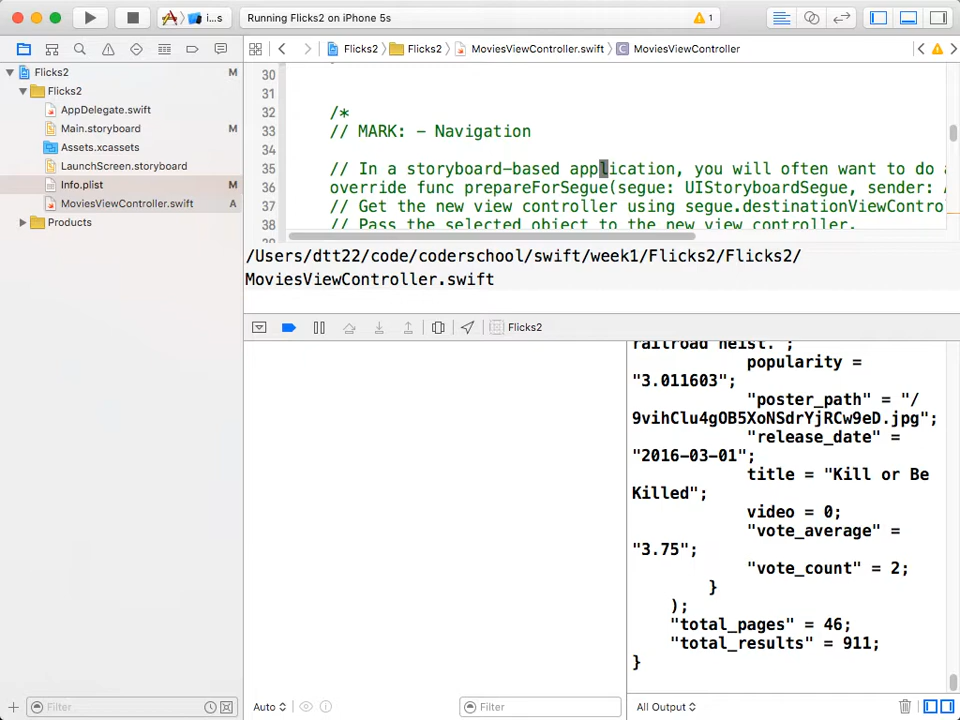 i...s
Running Flicks2 on iPhone 5s
1
Flicks2
Flicks2
MoviesViewController.swift
MoviesViewController
Flicks2
M
Flicks2
AppDelegate.swift
Main.storyboard
M
Assets.xcassets
LaunchScreen.storyboard
Info.plist
M
MoviesViewController.swift
A
Products
30
31
32 /*
33 // MARK: - Navigation
34
35 // In a storyboard-based application, you will often want to do
36 override func prepareForSegue(segue: UIStoryboardSegue, sender:
37 // Get the new view controller using segue.destinationViewContro
38 // Pass the selected object to the new view controller.
/Users/dtt22/code/coderschool/swift/week1/Flicks2/Flicks2/
MoviesViewController.swift
Flicks2
railroad heist.";
popularity =
"3.011603";
"poster_path" = "/
9vihClu4gOB5XoNSdrYjRCw9eD.jpg";
"release_date" =
"2016-03-01";
title = "Kill or Be
Killed";
video = 0;
"vote_average" =
"3.75";
"vote_count" = 2;
}
);
"total_pages" = 46;
"total_results" = 911;
}
Filter
Auto
Filter
All Output